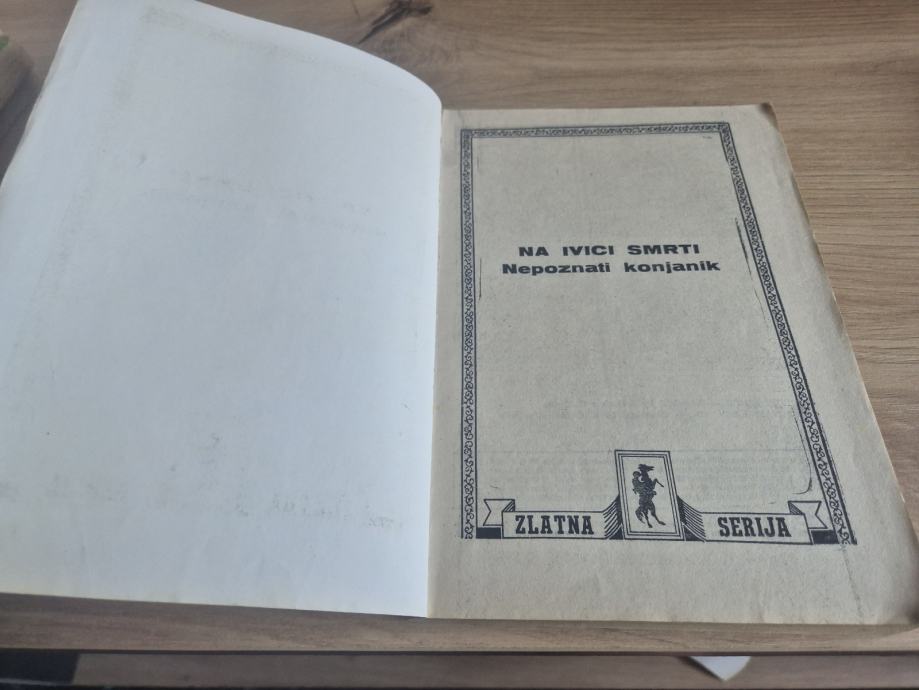 NA IVICI SMRTI
Nepoznati konjanik
ZLATNA SERIJA